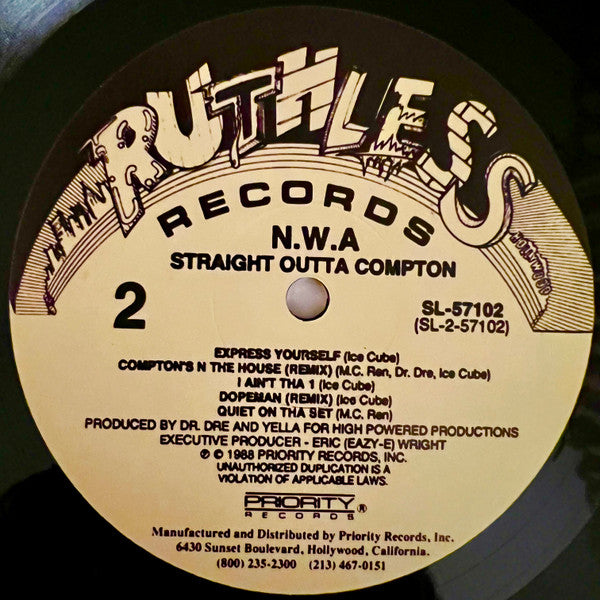 RUTHLESS
RECORDS
N.W.A
STRAIGHT OUTTA COMPTON
2
SL-57102
(SL-2-57102)
EXPRESS YOURSELF (Ice Cube)
COMPTON'S N THE HOUSE (REMIX) (M.C. Ren, Dr. Dre, Ice Cube)
I AIN'T THA 1 (Ice Cube)
DOPEMAN (REMIX) (Ice Cube)
QUIET ON THA SET (M.C. Ren)
PRODUCED BY DR. DRE AND YELLA FOR HIGH POWERED PRODUCTIONS
EXECUTIVE PRODUCER - ERIC (EAZY-E) WRIGHT
℗ © 1988 PRIORITY RECORDS, INC.
UNAUTHORIZED DUPLICATION IS A
VIOLATION OF APPLICABLE LAWS.
PRIORITY
RECORDS®
Manufactured and Distributed by Priority Records, Inc.
6430 Sunset Boulevard, Hollywood, California.
(800) 235-2300 (213) 467-0151